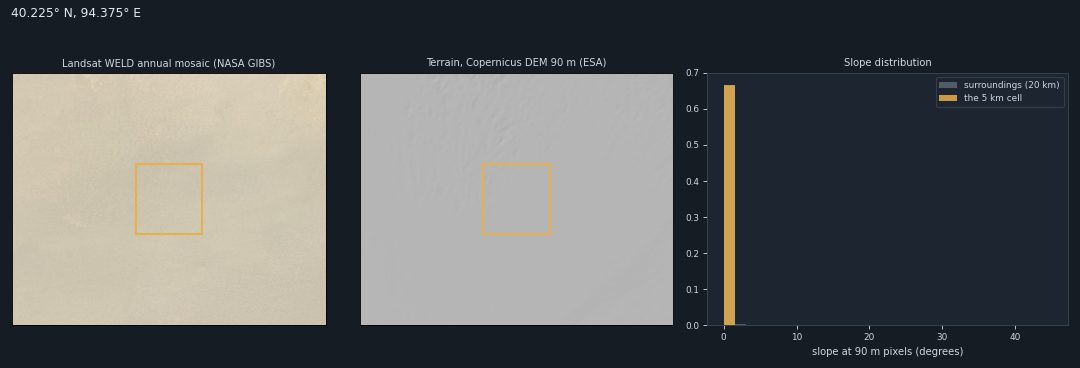 40.225° N, 94.375° E
Landsat WELD annual mosaic (NASA GIBS)
Terrain, Copernicus DEM 90 m (ESA)
Slope distribution
surroundings (20 km)
the 5 km cell
0.7
0.6
0.5
0.4
0.3
0.2
0.1
0.0
0 10 20 30 40
slope at 90 m pixels (degrees)